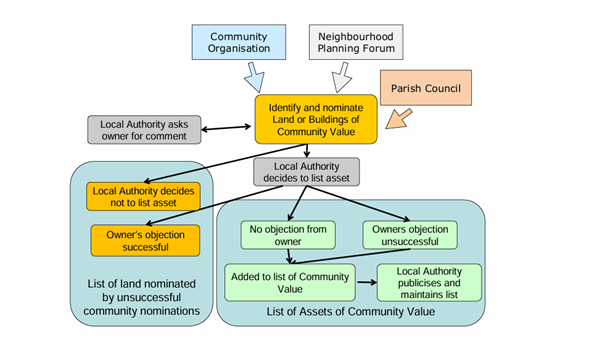 Community
Organisation
Neighbourhood
Planning Forum
Parish Council
Identify and nominate
Land or Buildings of
Community Value
Local Authority asks
owner for comment
Local Authority
decides to list asset
Local Authority decides
not to list asset
Owner's objection
successful
No objection from
owner
Owners objection
unsuccessful
Added to list of Community
Value
Local Authority
publicises and
maintains list
List of land nominated
by unsuccessful
community nominations
List of Assets of Community Value